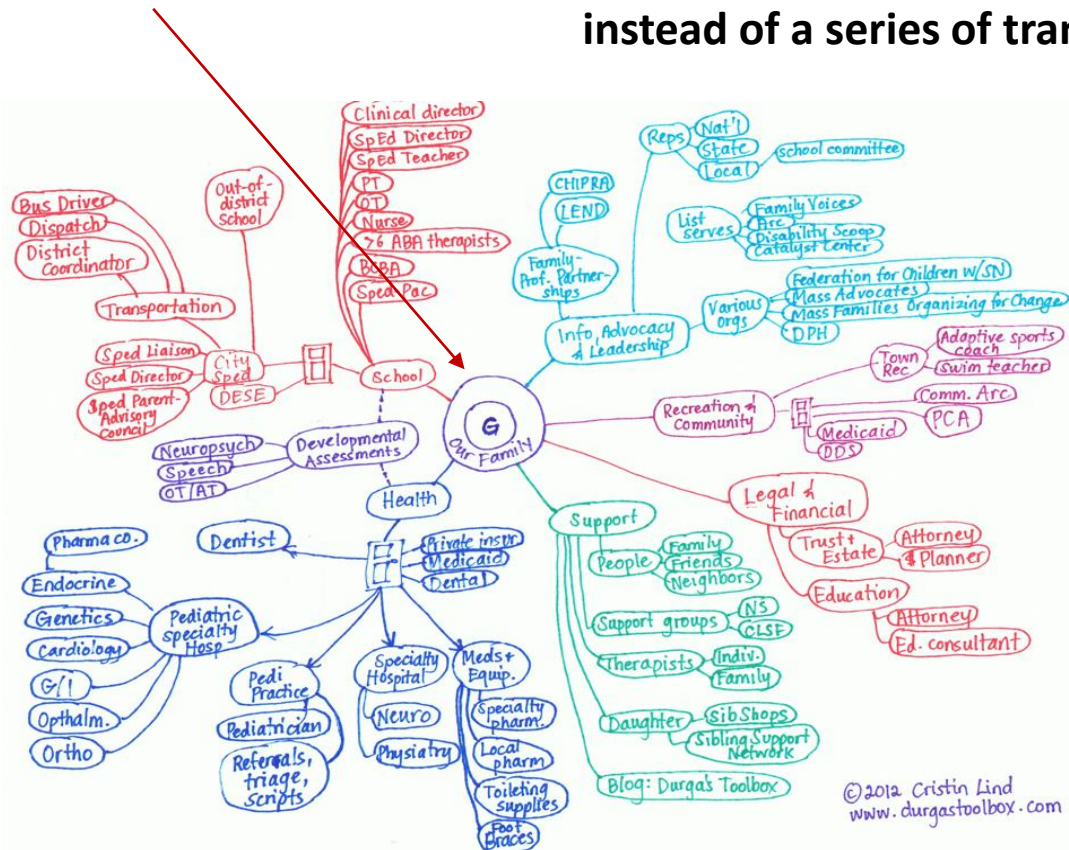 instead of a series of tran
Clinical director
SpEd Director
SpEd Teacher
PT
OT
Nurse
>6 ABA therapists
BCBA
Sped Pac
Out-of-
district
School
Bus Driver
Dispatch
District
Coordinator
Transportation
Sped Liaison
Sped Director
$ped Parent-
Advisory
Council
City
Sped
DESE
School
Neuropsych
Speech
OT/AT
Developmental
Assessments
Health
G
Our Family
Reps
Nat'l
State
Local
School committee
CHIPRA
LEND
Family-
Prof. Partner-
ships
List
serves
Family Voices
Arc
Disability Scoop
Catalyst Center
Info, Advocacy
& Leadership
Various
Orgs
Federation for Children w/SN
Mass Advocates
Mass Families Organizing for Change
DPH
Recreation &
Community
Town
Rec
Adaptive sports
coach
Swim teacher
Comm. Arc
PCA
Medicaid
DDS
Legal &
Financial
Trust +
Estate
Attorney
$ Planner
Education
Attorney
Ed. consultant
Support
People
Family
Friends
Neighbors
Support groups
NS
CLSF
Therapists
Indiv.
Family
Daughter
SibShops
Sibling Support
Network
Blog: Durga's Toolbox
Dentist
Private insur
Medicaid
Dental
Pharma co.
Endocrine
Genetics
Cardiology
G/I
Opthalm.
Ortho
Pediatric
specialty
Hosp
Pedi
Practice
Pediatrician
Referrals,
triage,
scripts
Specialty
Hospital
Neuro
Physiatry
Meds +
Equip.
Specialty
pharm.
Local
pharm
Toileting
supplies
Foot
Braces
© 2012 Cristin Lind
www.durgastoolbox.com